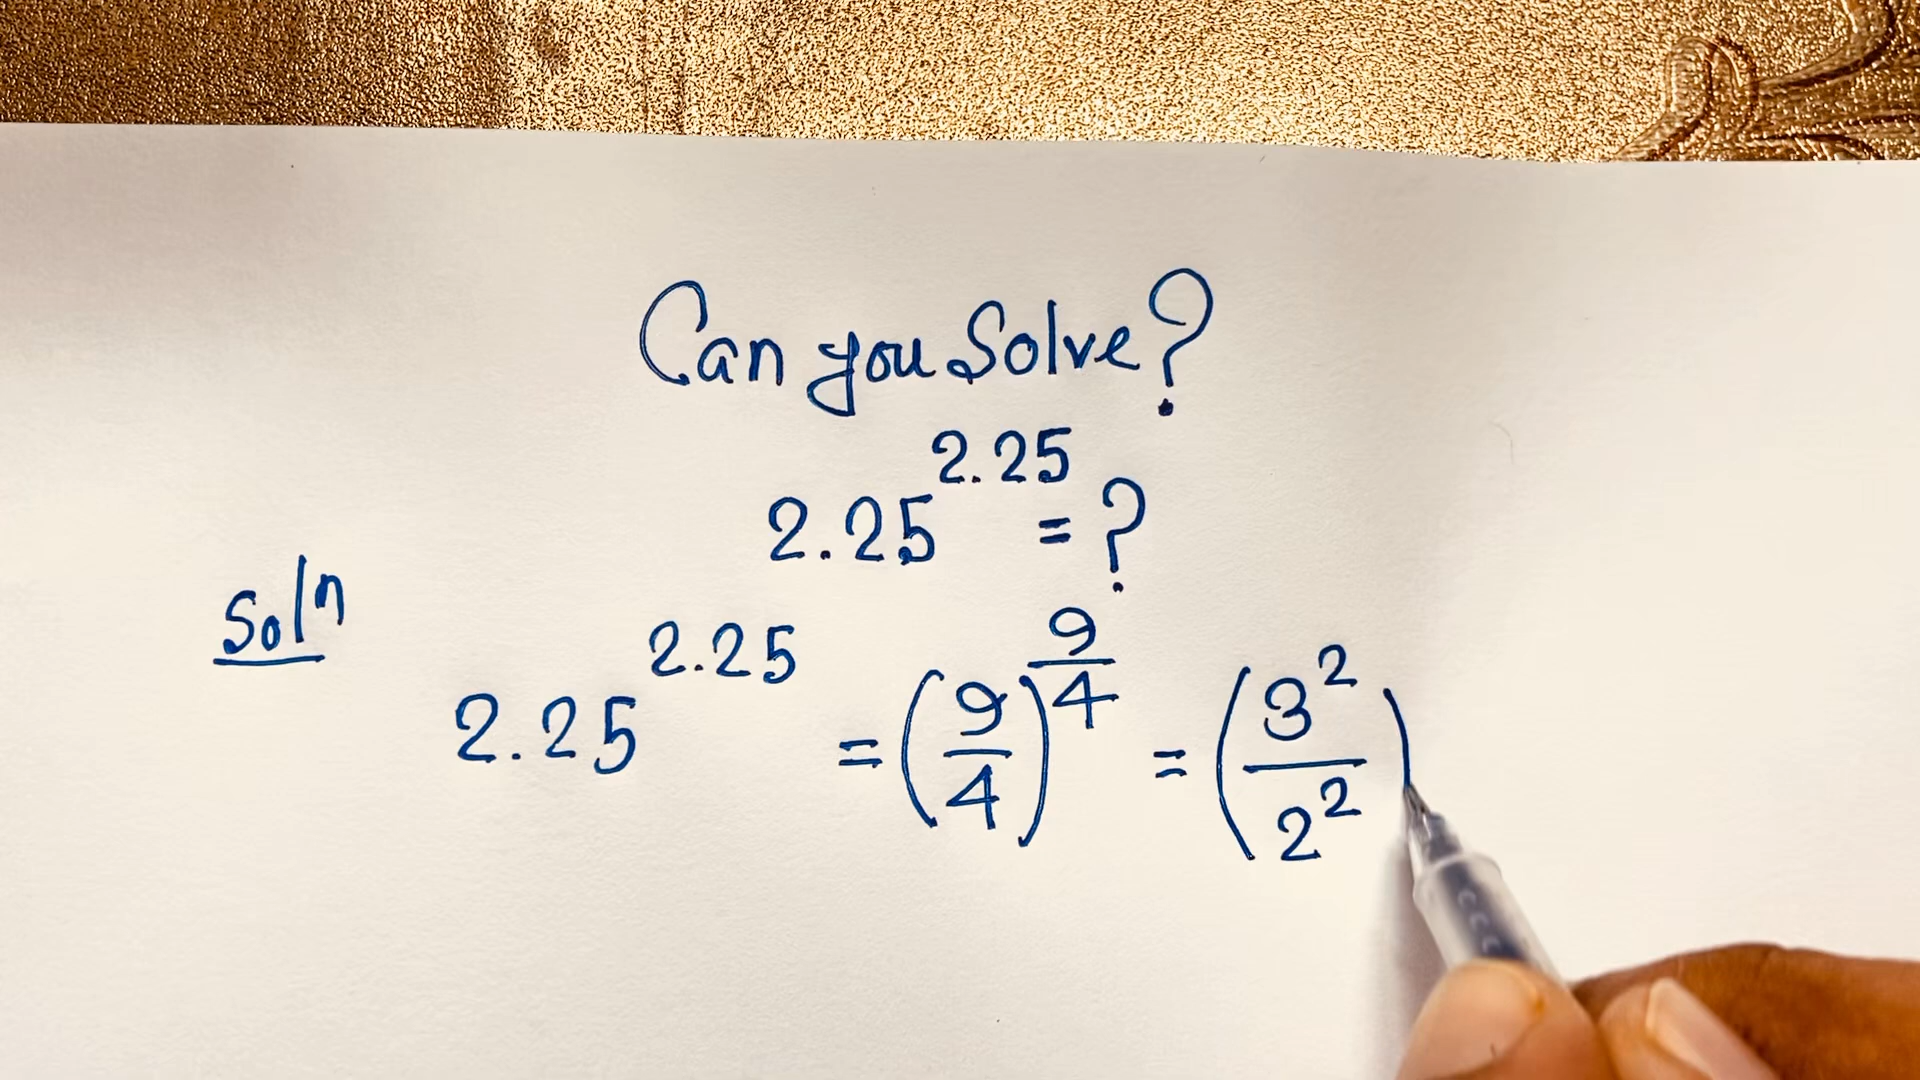 Can you Solve?
2.25^2.25 = ?
Soln
2.25^2.25 = (9/4)^9/4 = (3^2/2^2)